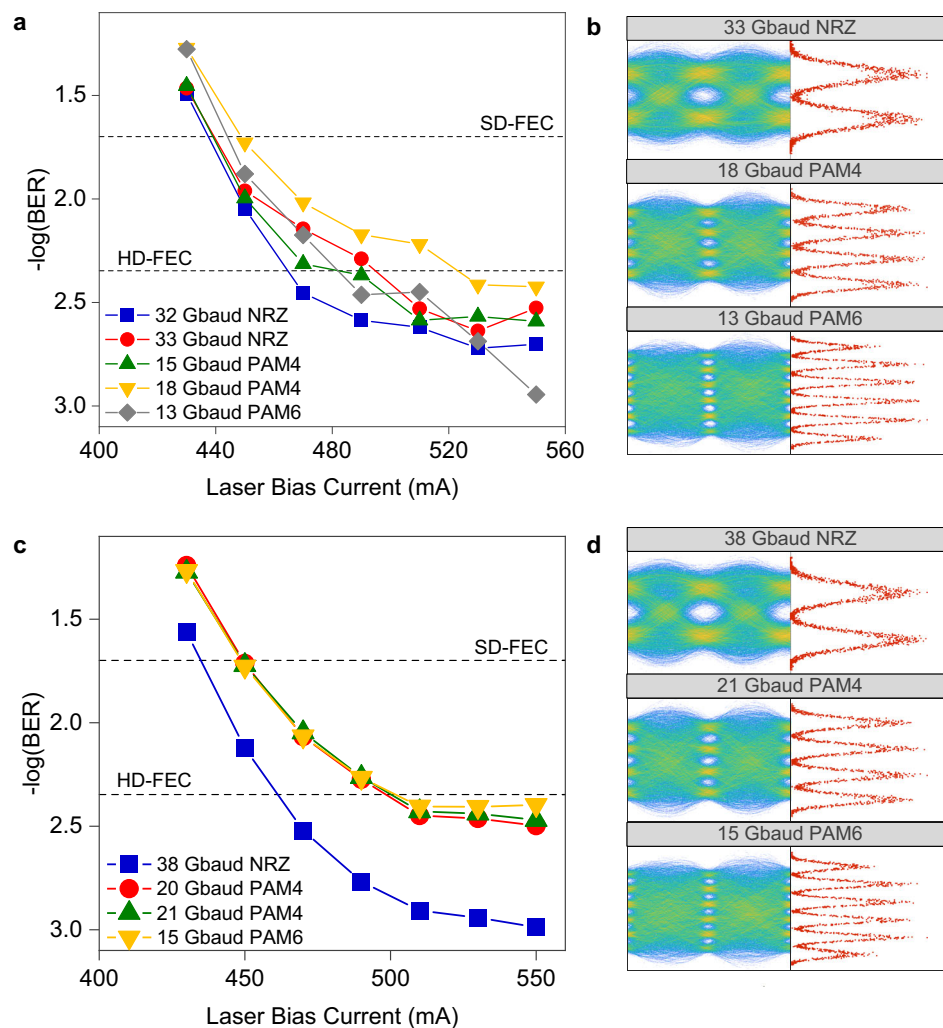 a
-log(BER)
1.5
2.0
2.5
3.0
SD-FEC
HD-FEC
32 Gbaud NRZ
33 Gbaud NRZ
15 Gbaud PAM4
18 Gbaud PAM4
13 Gbaud PAM6
400
440
480
520
560
Laser Bias Current (mA)
b
33 Gbaud NRZ
18 Gbaud PAM4
13 Gbaud PAM6
c
-log(BER)
1.5
2.0
2.5
3.0
SD-FEC
HD-FEC
38 Gbaud NRZ
20 Gbaud PAM4
21 Gbaud PAM4
15 Gbaud PAM6
400
450
500
550
Laser Bias Current (mA)
d
38 Gbaud NRZ
21 Gbaud PAM4
15 Gbaud PAM6